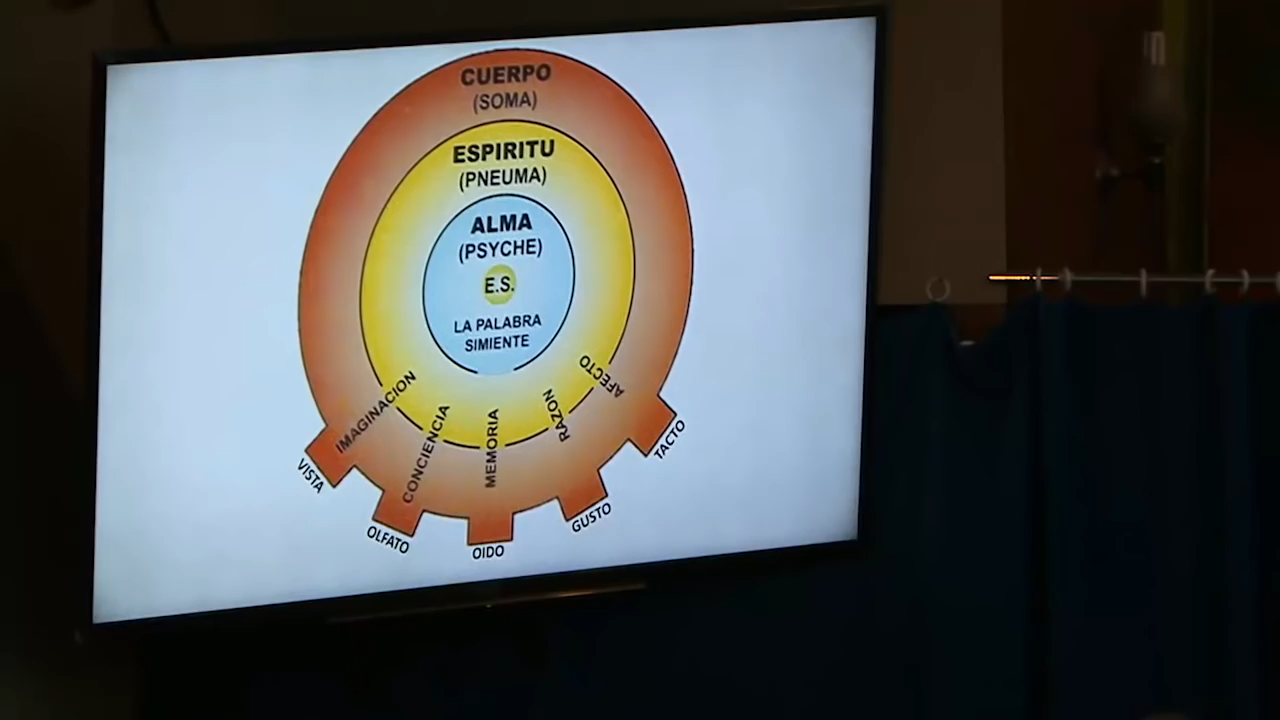 CUERPO
(SOMA)
ESPIRITU
(PNEUMA)
ALMA
(PSYCHE)
E.S.
LA PALABRA
SIMIENTE
IMAGINACION
CONCIENCIA
MEMORIA
RAZON
AFECTO
VISTA
OLFATO
OIDO
GUSTO
TACTO